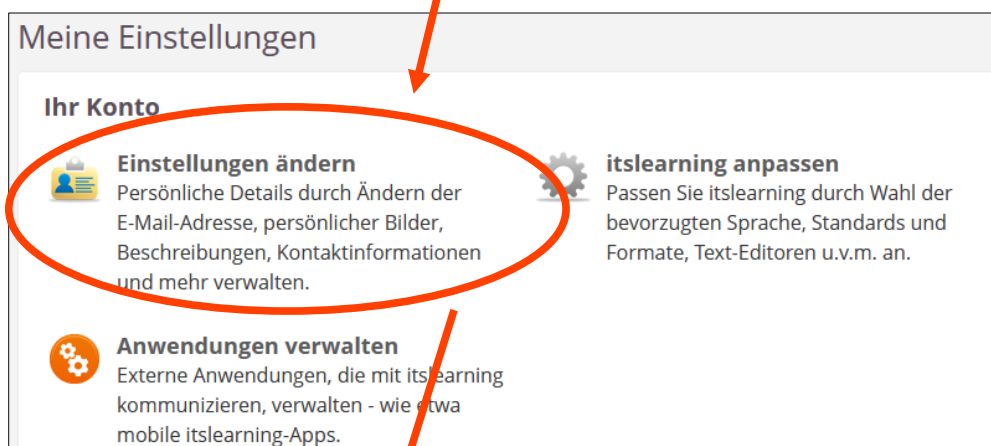 Meine Einstellungen
Ihr Konto
Einstellungen ändern
Persönliche Details durch Ändern der
E-Mail-Adresse, persönlicher Bilder,
Beschreibungen, Kontaktinformationen
und mehr verwalten.
itslearning anpassen
Passen Sie itslearning durch Wahl der
bevorzugten Sprache, Standards und
Formate, Text-Editoren u.v.m. an.
Anwendungen verwalten
Externe Anwendungen, die mit itslearning
kommunizieren, verwalten - wie etwa
mobile itslearning-Apps.